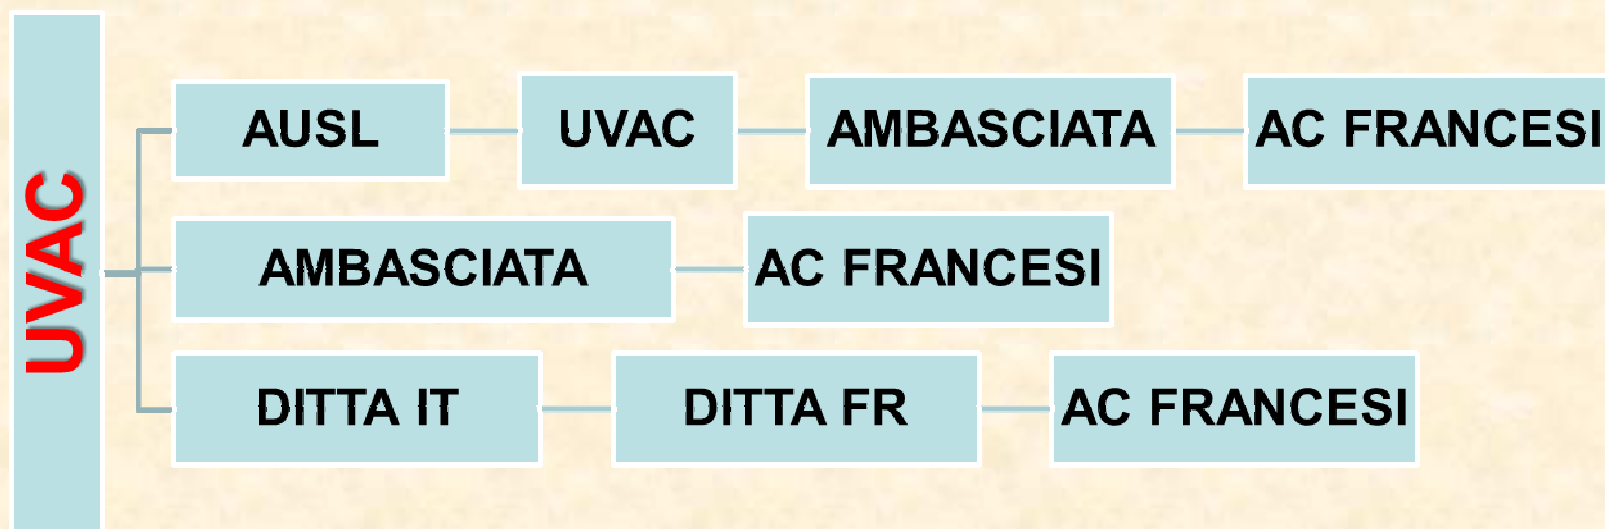 UVAC
AUSL UVAC AMBASCIATA AC FRANCESI
AMBASCIATA AC FRANCESI
DITTA IT DITTA FR AC FRANCESI